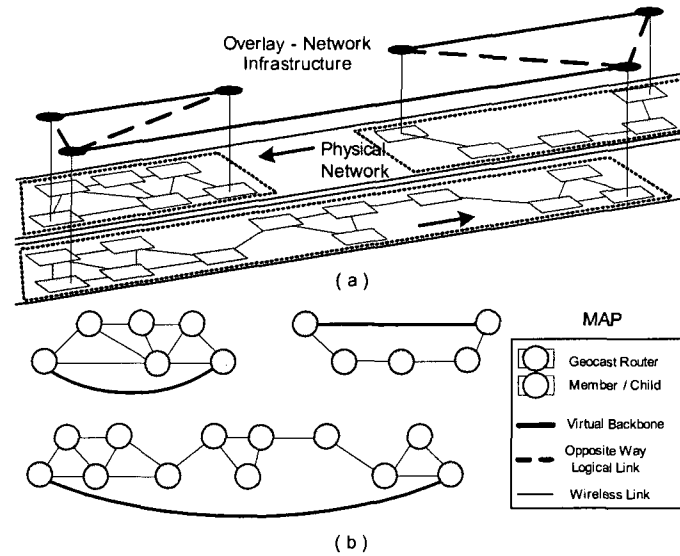 Overlay - Network
Infrastructure
Physical
Network
( a )
MAP
Geocast Router
Member / Child
Virtual Backbone
Opposite Way
Logical Link
Wireless Link
( b )